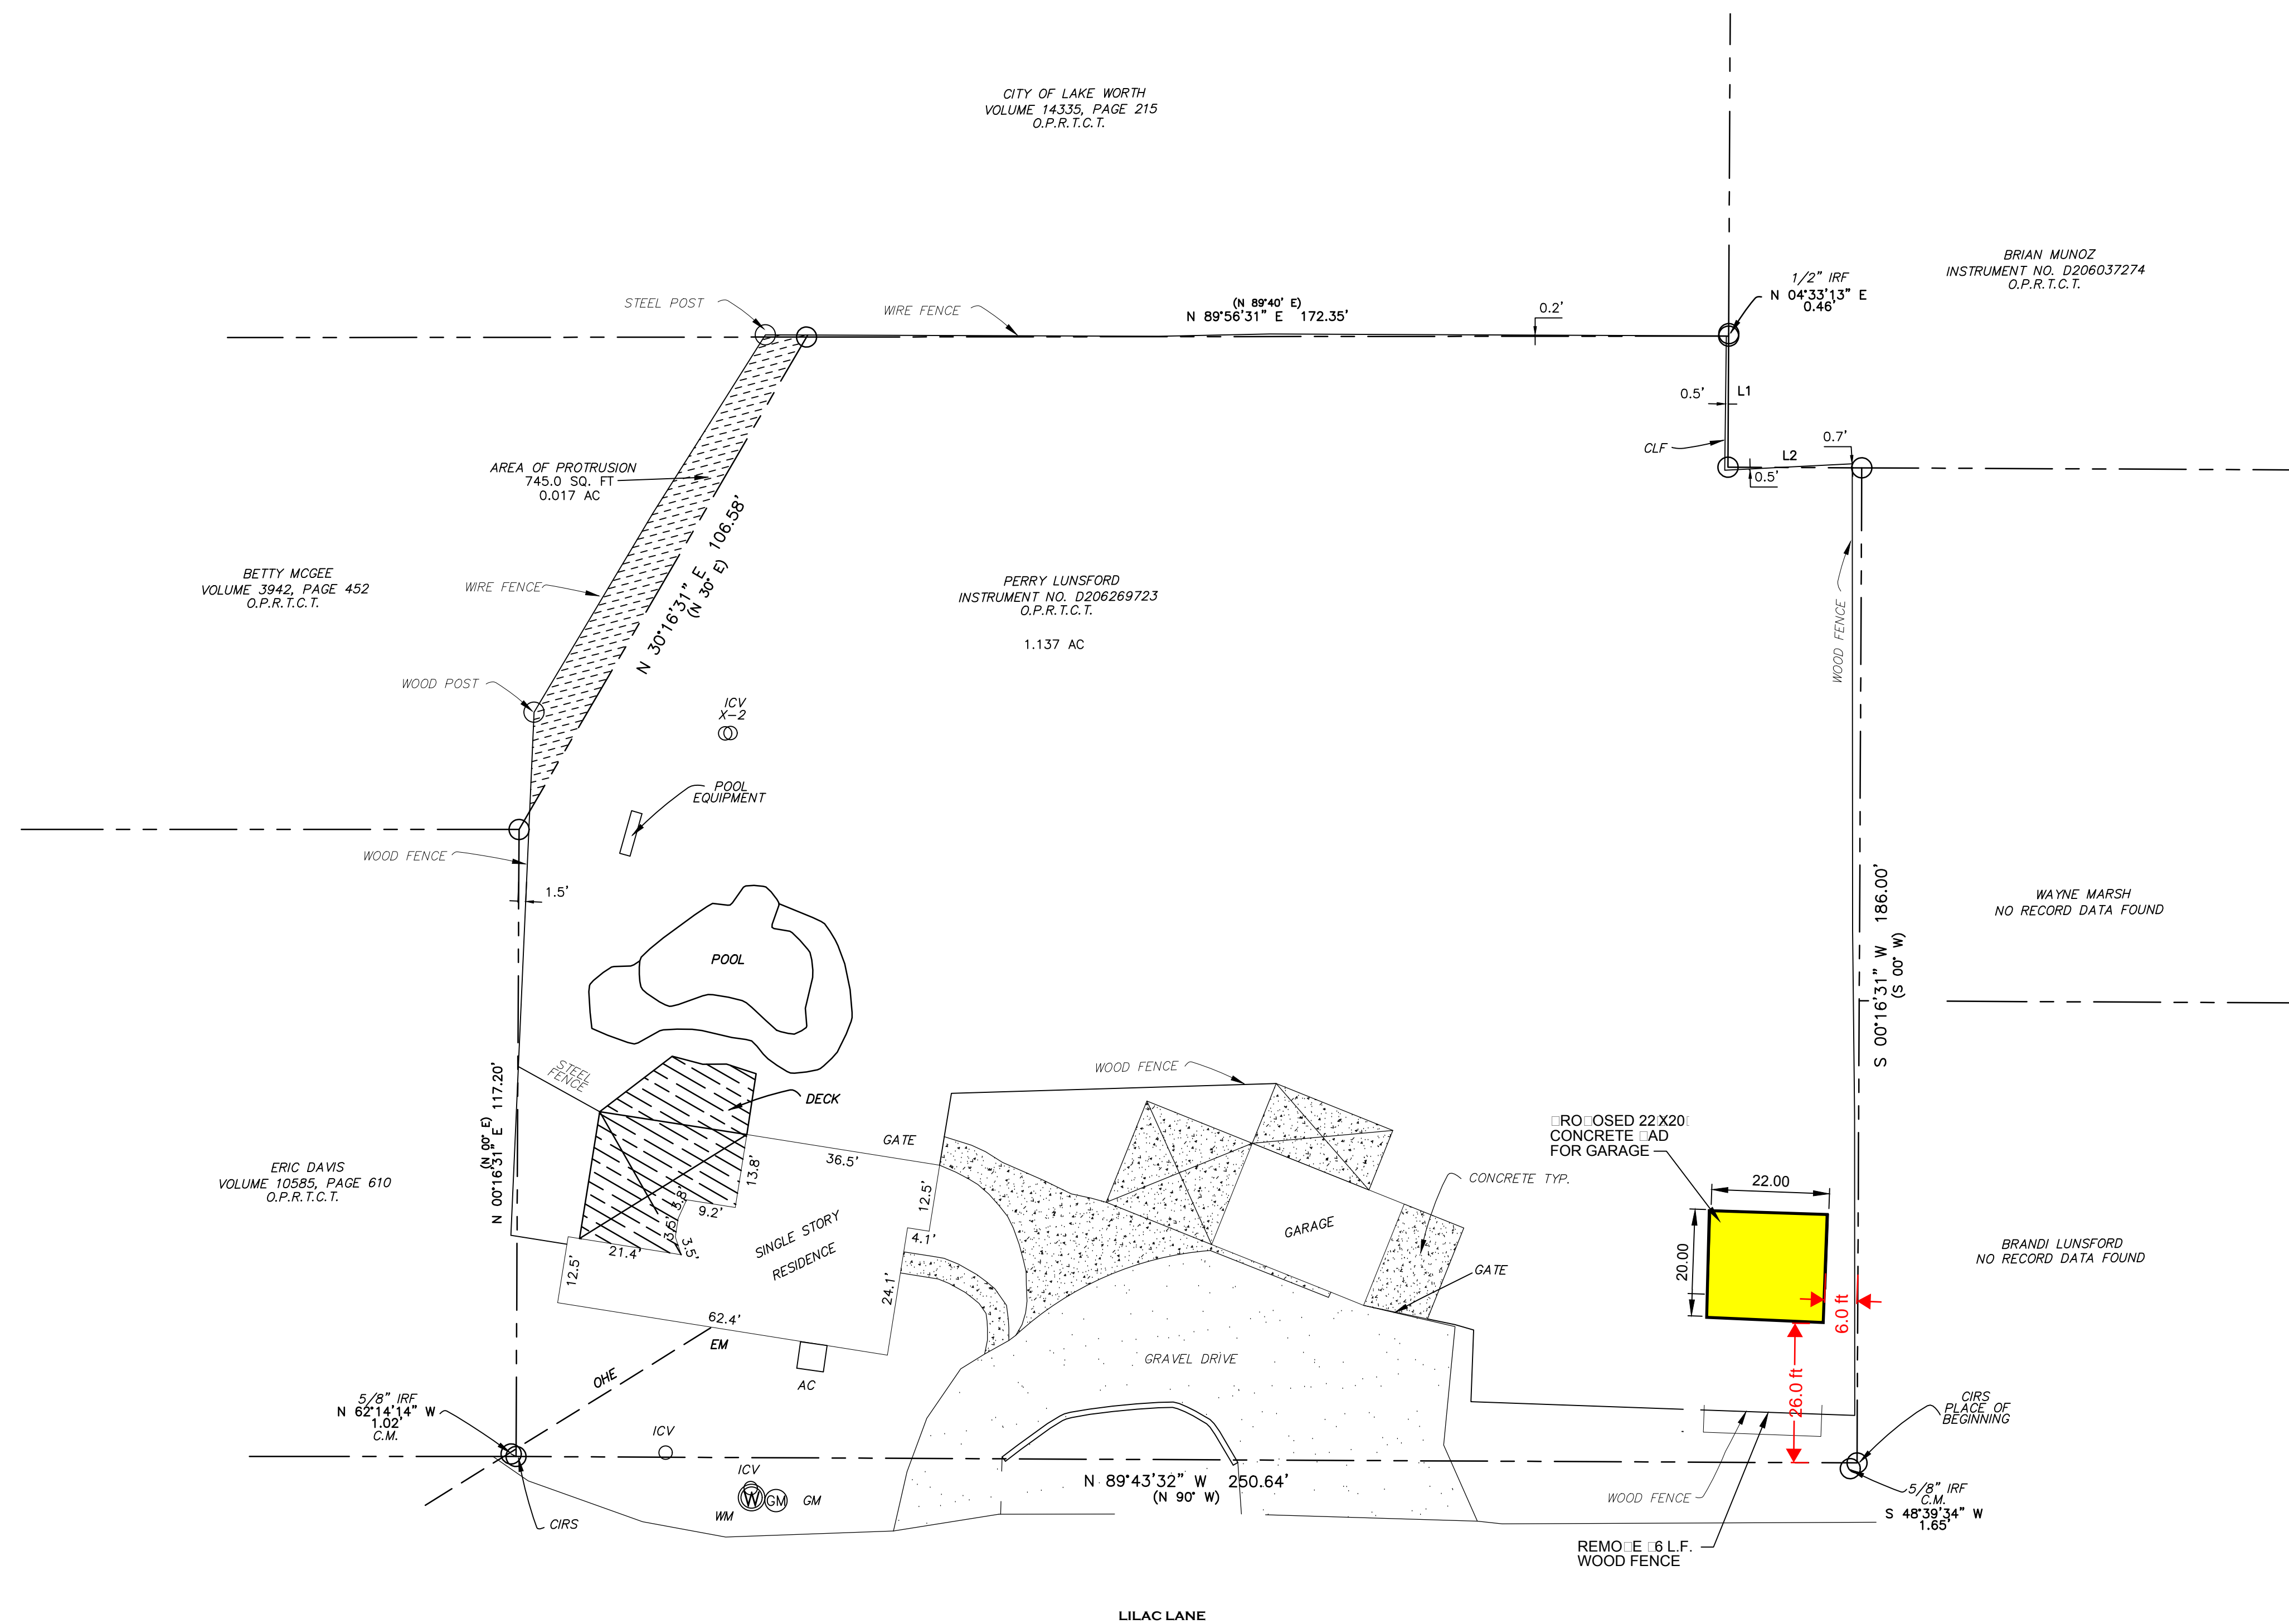 CITY OF LAKE WORTH
VOLUME 14335, PAGE 215
O.P.R.T.C.T.
BRIAN MUNOZ
INSTRUMENT NO. D206037274
O.P.R.T.C.T.
1/2" IRF
N 04°33'13" E
0.46'
STEEL POST
WIRE FENCE
(N 89°40' E)
N 89°56'31" E 172.35'
0.2'
0.5'
L1
CLF
0.7'
L2
0.5'
AREA OF PROTRUSION
745.0 SQ. FT
0.017 AC
N 30°16'31" E 106.58'
(N 30° E)
BETTY MCGEE
VOLUME 3942, PAGE 452
O.P.R.T.C.T.
WIRE FENCE
PERRY LUNSFORD
INSTRUMENT NO. D206269723
O.P.R.T.C.T.
1.137 AC
WOOD FENCE
WOOD POST
ICV
X-2
POOL
EQUIPMENT
WOOD FENCE
1.5'
S 00°16'31" W 186.00'
(S 00° W)
WAYNE MARSH
NO RECORD DATA FOUND
POOL
STEEL
FENCE
(N 00° E)
N 00°16'31" E 117.20'
DECK
WOOD FENCE
GATE
36.5'
13.8'
5.8'
9.2'
3.5'
3.5'
21.4'
12.5'
12.5'
4.1'
24.1'
62.4'
SINGLE STORY
RESIDENCE
ERIC DAVIS
VOLUME 10585, PAGE 610
O.P.R.T.C.T.
GARAGE
CONCRETE TYP.
GATE
22X20
CONCRETE
FOR GARAGE
22.00
20.00
6.0 ft
26.0 ft
BRANDI LUNSFORD
NO RECORD DATA FOUND
EM
AC
OHE
GRAVEL DRIVE
5/8" IRF
N 62°14'14" W
1.02'
C.M.
ICV
ICV
W
GM
GM
WM
CIRS
N 89°43'32" W 250.64'
(N 90° W)
CIRS
PLACE OF
BEGINNING
WOOD FENCE
5/8" IRF
C.M.
S 48°39'34" W
1.65'
L.F.
WOOD FENCE
LILAC LANE